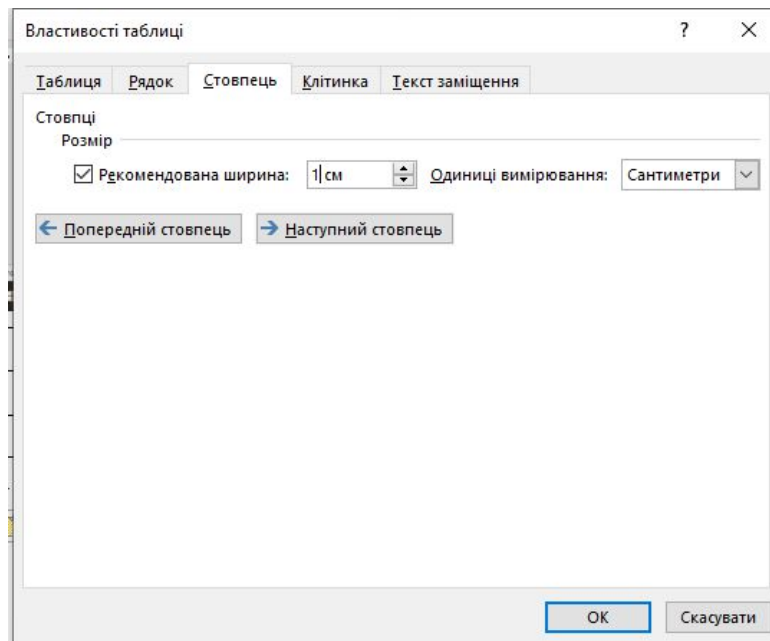 Властивості таблиці ?
Таблиця Рядок Стовпець Клітинка Текст заміщення
Стовпці
Розмір
Рекомендована ширина: 1 см Одиниці вимірювання: Сантиметри
Попередній стовпець Наступний стовпець
ОК Скасувати